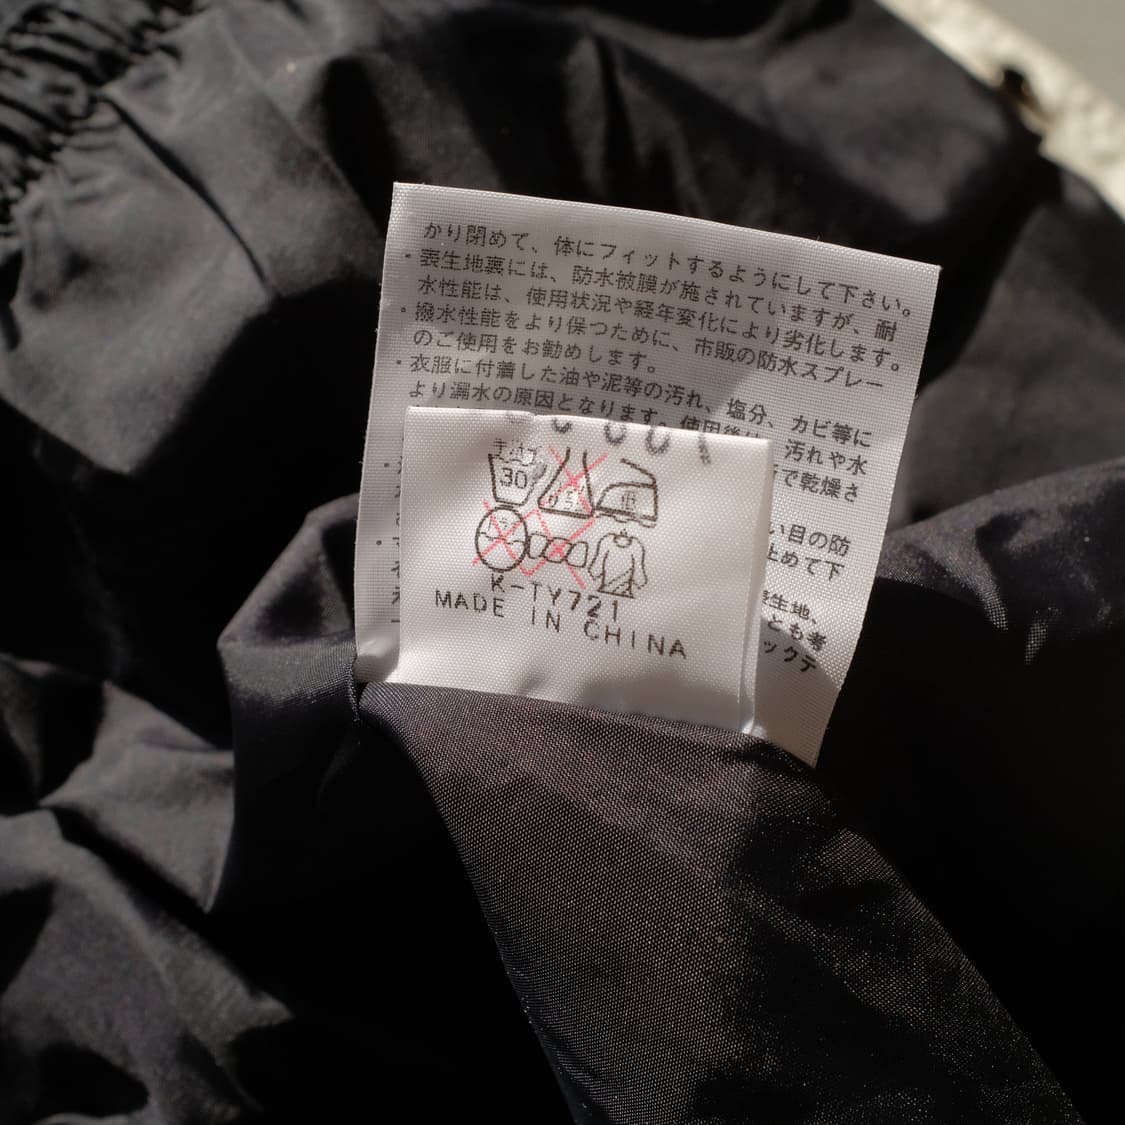 かり閉めて、体にフィットするようにして下さい。
・表生地裏には、防水被膜が施されていますが、耐
水性能は、使用状況や経年変化により劣化します。
・撥水性能をより保つために、市販の防水スプレー
のご使用をお勧めします。
・衣服に付着した油や泥等の汚れ、塩分、カビ等に
より漏水の原因となります。使用後は、汚れや水
で乾燥さ
い目の防
止めて下
生地、
とも考
ックテ
30
低
K-TV721
MADE IN CHINA